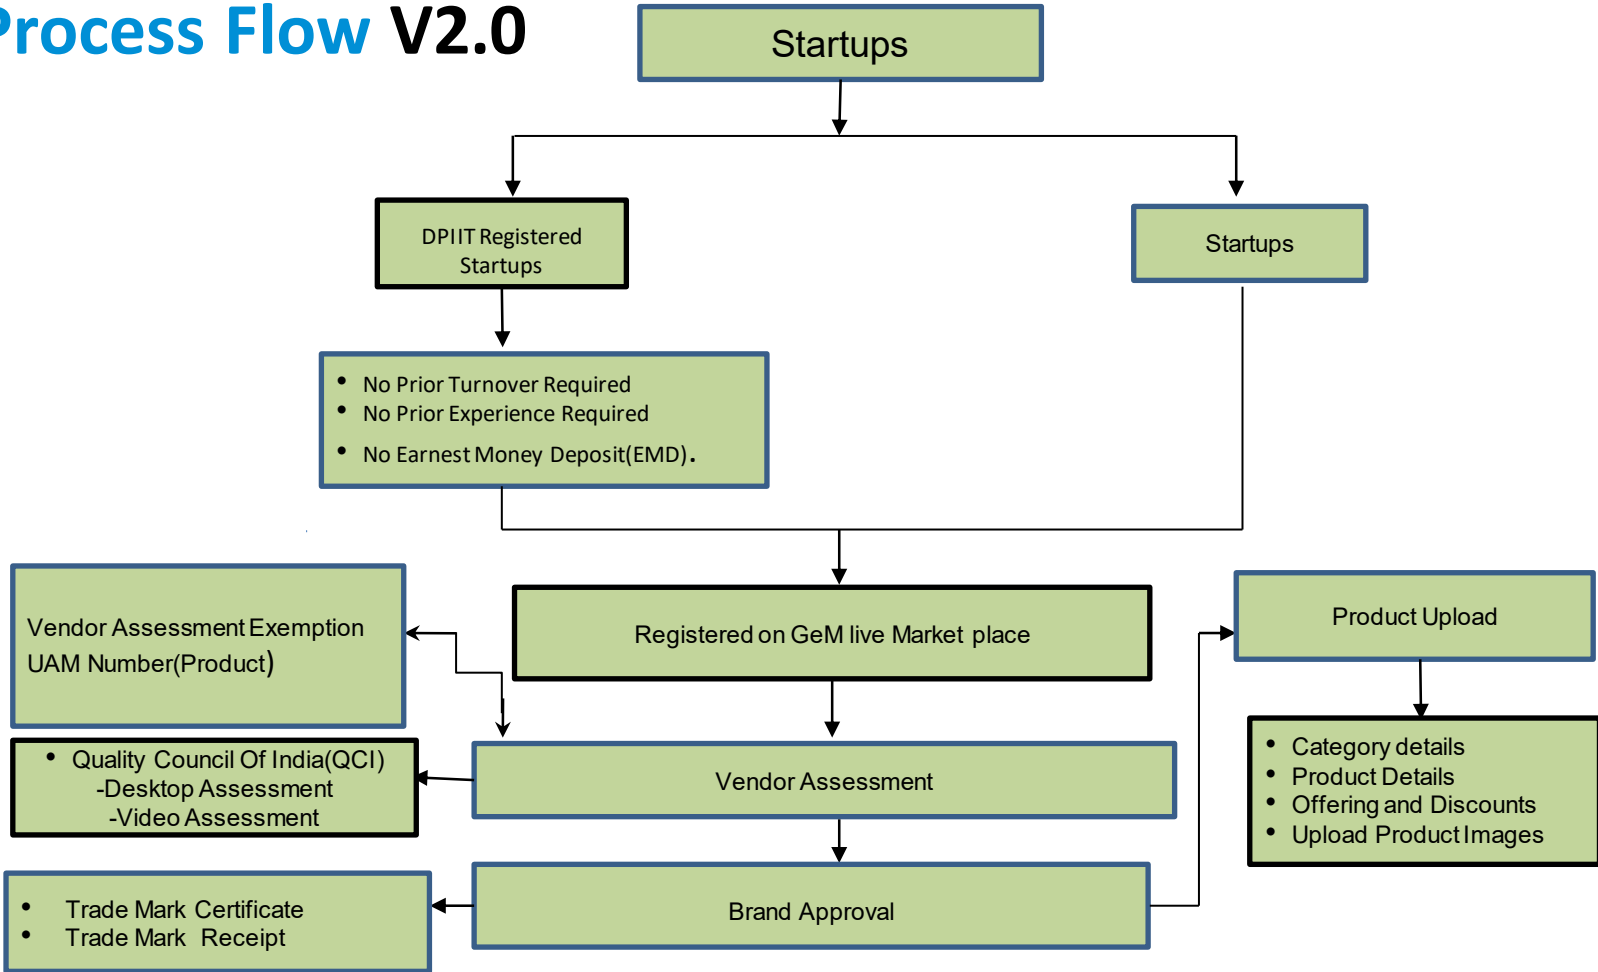 Process Flow V2.0
Startups
DPIIT Registered
Startups
Startups
• No Prior Turnover Required
• No Prior Experience Required
• No Earnest Money Deposit(EMD).
Vendor Assessment Exemption
UAM Number(Product)
Registered on GeM live Market place
Product Upload
• Quality Council Of India(QCI)
-Desktop Assessment
-Video Assessment
Vendor Assessment
• Category details
• Product Details
• Offering and Discounts
• Upload Product Images
• Trade Mark Certificate
• Trade Mark Receipt
Brand Approval